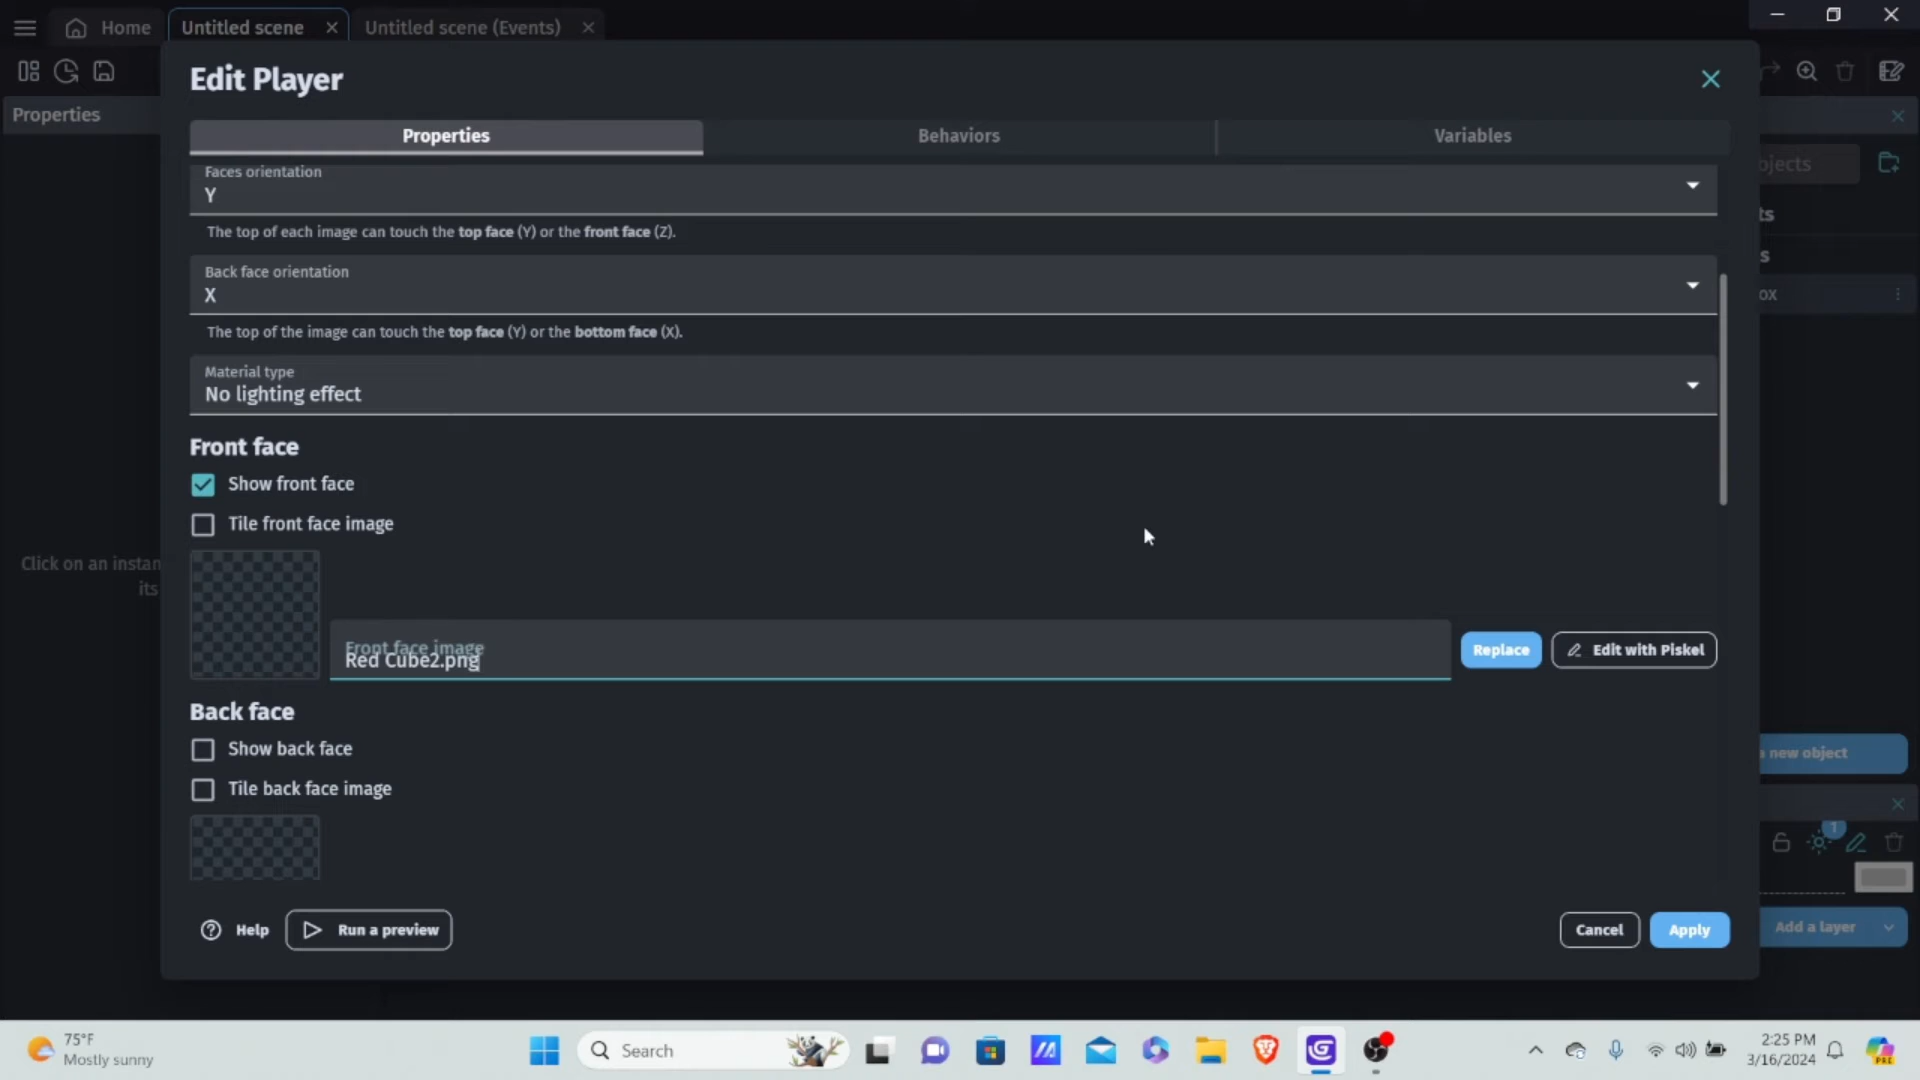 Home
Untitled scene
Untitled scene (Events)
Edit Player
Properties
Properties
Behaviors
Variables
Faces orientation
Y
The top of each image can touch the top face (Y) or the front face (Z).
Back face orientation
X
The top of the image can touch the top face (Y) or the bottom face (X).
Material type
No lighting effect
Front face
Show front face
Tile front face image
Click on an instan
its
Front face image
Red Cube2.png
Replace
Edit with Piskel
Back face
Show back face
Tile back face image
Help
Run a preview
Cancel
Apply
bjects
ts
s
ox
new object
1
Add a layer
75°F
Mostly sunny
Search
2:25 PM
3/16/2024
PRE